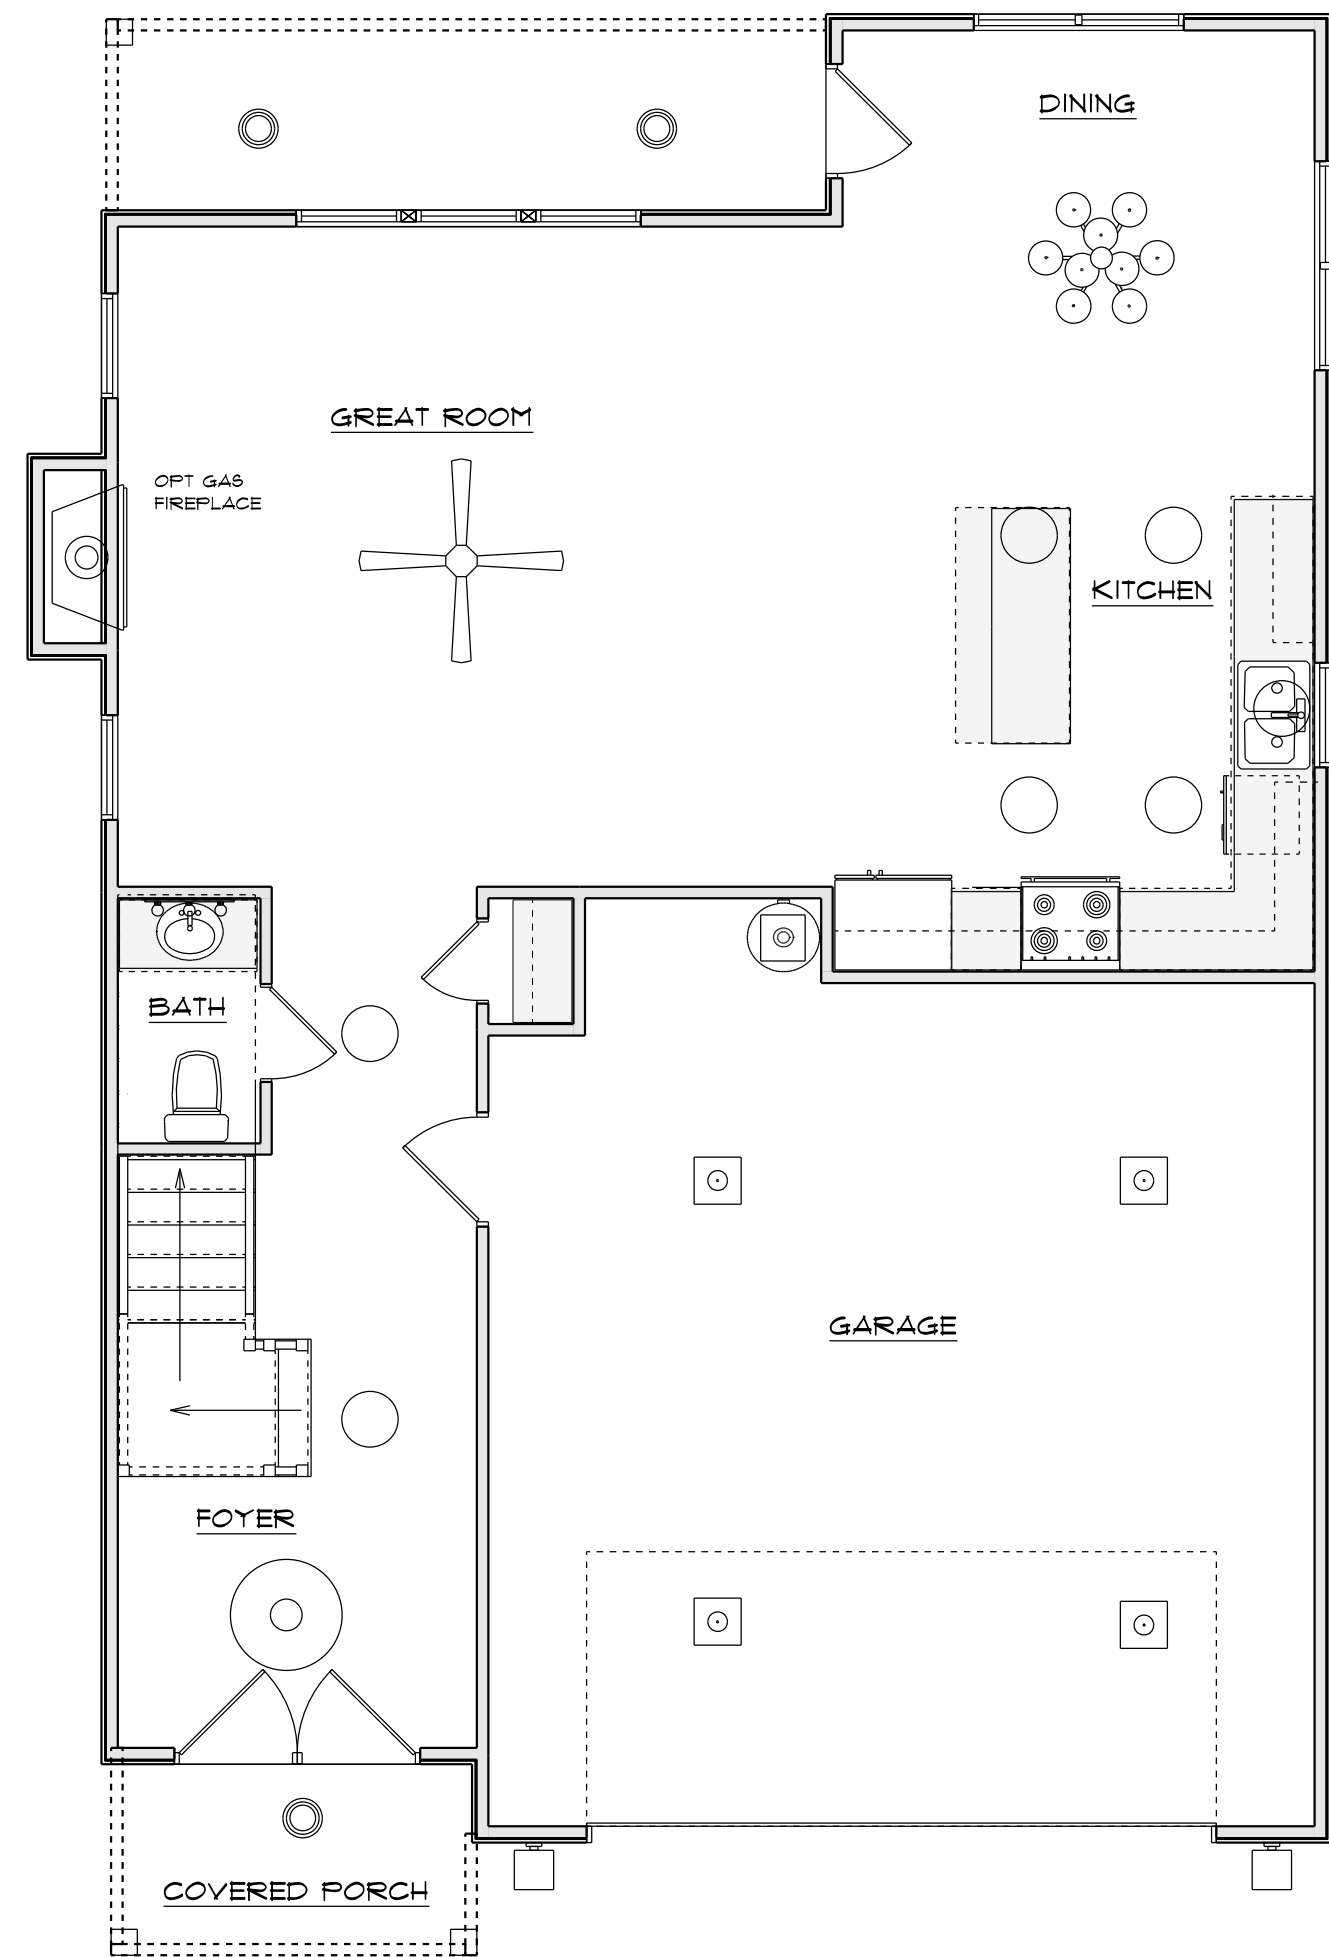 DINING
GREAT ROOM
OPT GAS
FIREPLACE
KITCHEN
BATH
GARAGE
FOYER
COVERED PORCH